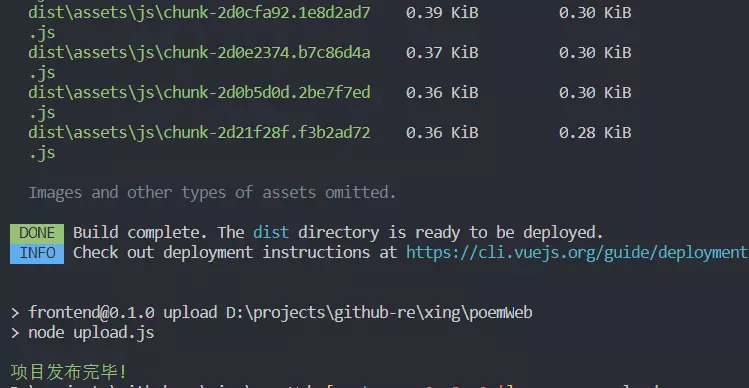 dist\assets\js\chunk-2d0cfa92.1e8d2ad7 0.39 KiB 0.30 KiB
.js
dist\assets\js\chunk-2d0e2374.b7c86d4a 0.37 KiB 0.30 KiB
.js
dist\assets\js\chunk-2d0b5d0d.2be7f7ed 0.36 KiB 0.30 KiB
.js
dist\assets\js\chunk-2d21f28f.f3b2ad72 0.36 KiB 0.28 KiB
.js
Images and other types of assets omitted.
DONE Build complete. The dist directory is ready to be deployed.
INFO Check out deployment instructions at https://cli.vuejs.org/guide/deployment
> frontend@0.1.0 upload D:\projects\github-re\xing\poemWeb
> node upload.js
项目发布完毕!